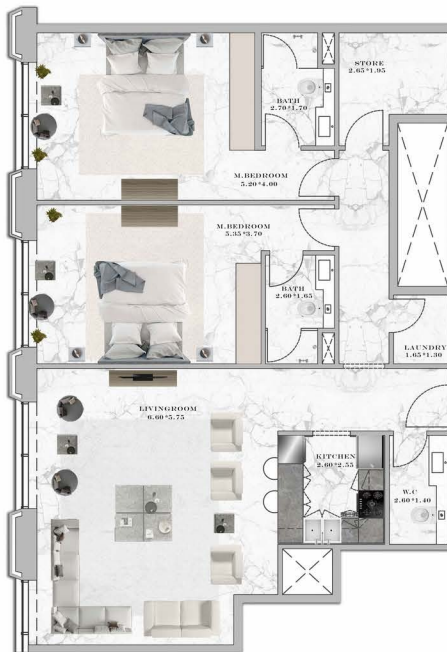 STORE
2.65*1.95
BATH
2.70*1.70
M.BEDROOM
5.20*4.00
M.BEDROOM
5.35*3.70
BATH
2.60*1.65
LAUNDRY
1.65*1.30
LIVINGROOM
6.60*5.75
KITCHEN
2.60*2.55
W.C
2.60*1.40